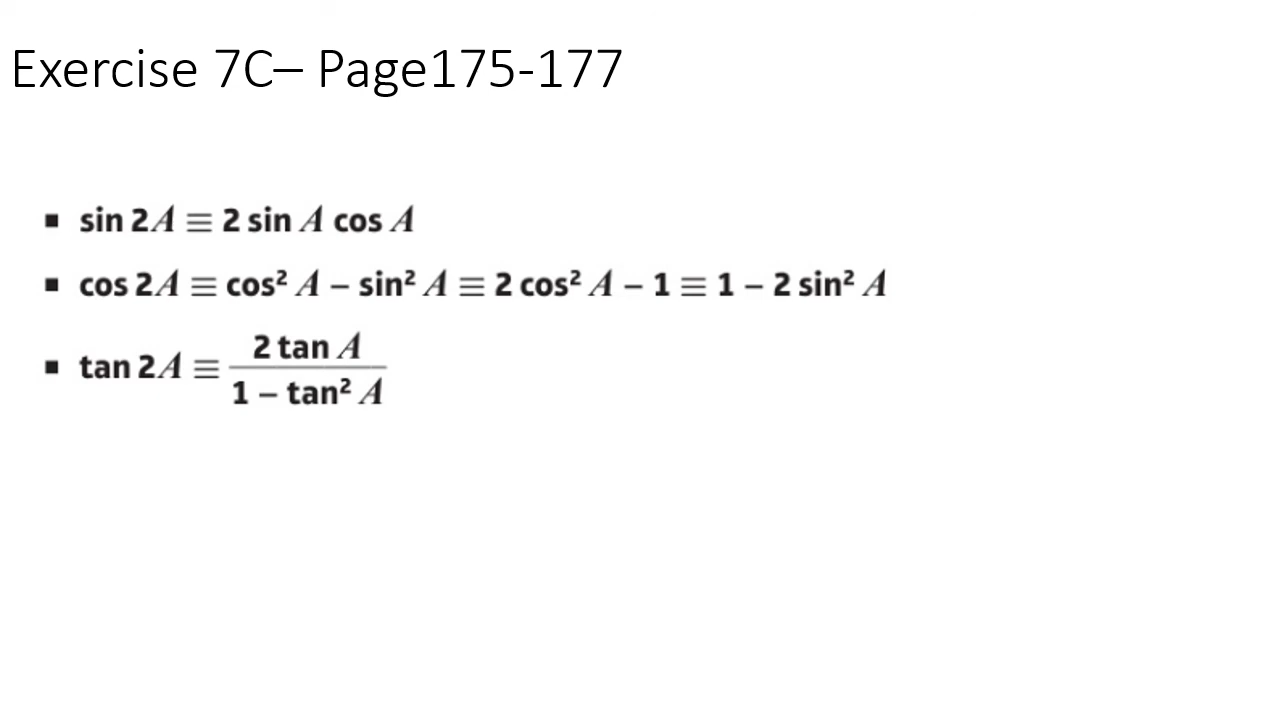 Exercise 7C– Page175-177
▪ sin 2A ≡ 2 sin A cos A
▪ cos 2A ≡ cos² A – sin² A ≡ 2 cos² A – 1 ≡ 1 – 2 sin² A
▪ tan 2A ≡ 2 tan A / 1 – tan² A